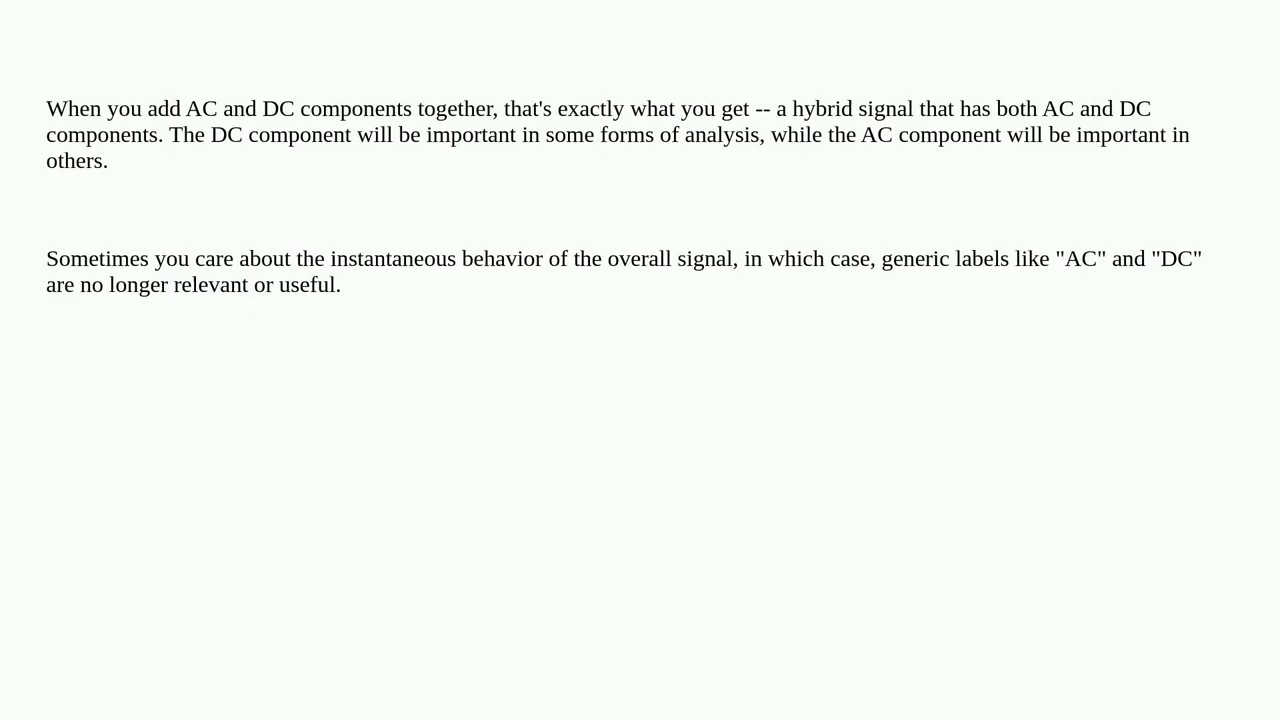 When you add AC and DC components together, that's exactly what you get -- a hybrid signal that has both AC and DC
components. The DC component will be important in some forms of analysis, while the AC component will be important in
others.
Sometimes you care about the instantaneous behavior of the overall signal, in which case, generic labels like "AC" and "DC"
are no longer relevant or useful.